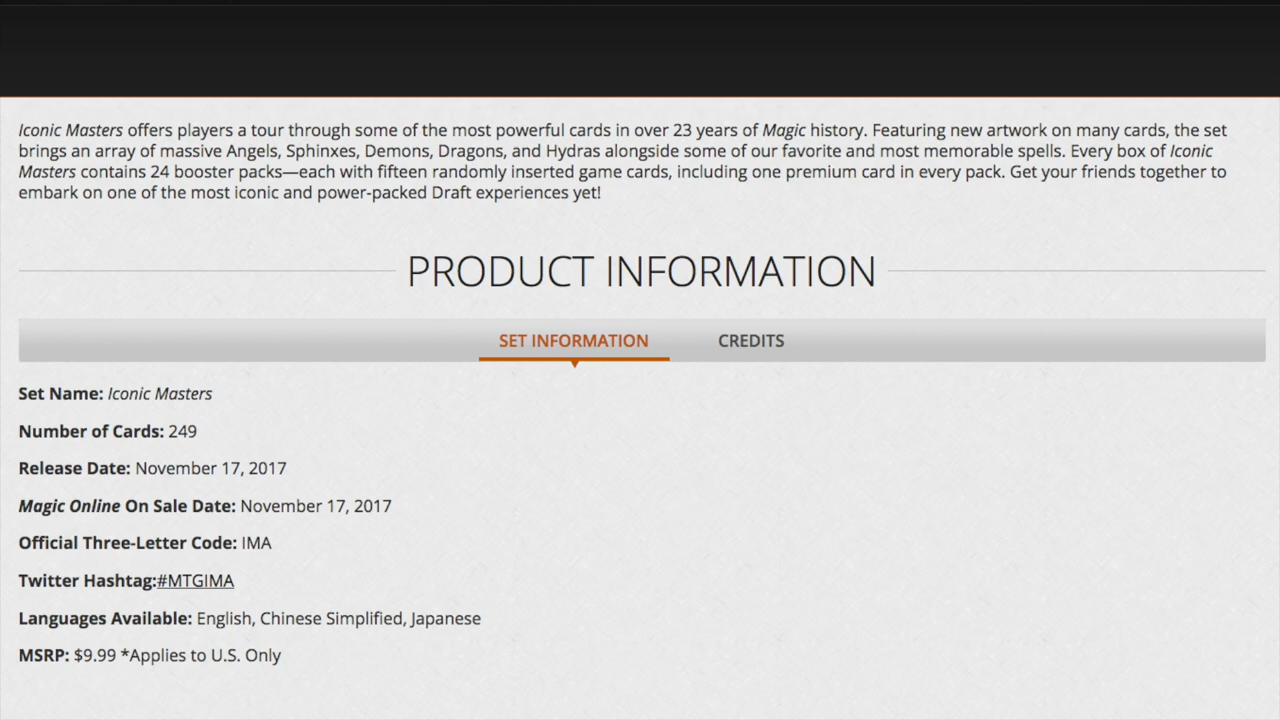 Iconic Masters offers players a tour through some of the most powerful cards in over 23 years of Magic history. Featuring new artwork on many cards, the set
brings an array of massive Angels, Sphinxes, Demons, Dragons, and Hydras alongside some of our favorite and most memorable spells. Every box of Iconic
Masters contains 24 booster packs—each with fifteen randomly inserted game cards, including one premium card in every pack. Get your friends together to
embark on one of the most iconic and power-packed Draft experiences yet!
PRODUCT INFORMATION
SET INFORMATION CREDITS
Set Name: Iconic Masters
Number of Cards: 249
Release Date: November 17, 2017
Magic Online On Sale Date: November 17, 2017
Official Three-Letter Code: IMA
Twitter Hashtag:#MTGIMA
Languages Available: English, Chinese Simplified, Japanese
MSRP: $9.99 *Applies to U.S. Only